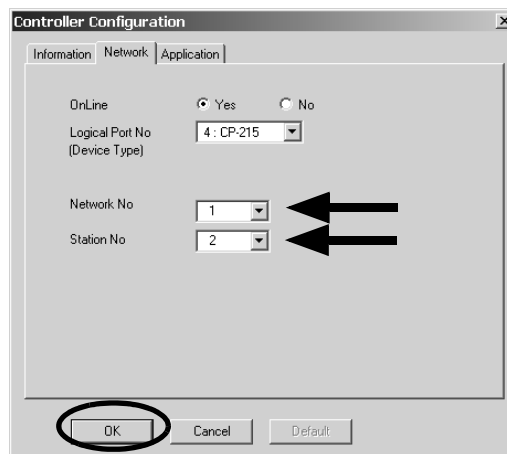 Controller Configuration
Information Network Application
OnLine Yes No
Logical Port No 4 : CP-215
(Device Type)
Network No 1
Station No 2
OK Cancel Default